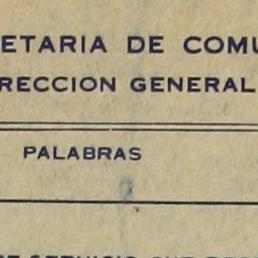 ETARIA DE COMU
RECCION GENERAL
PALABRAS